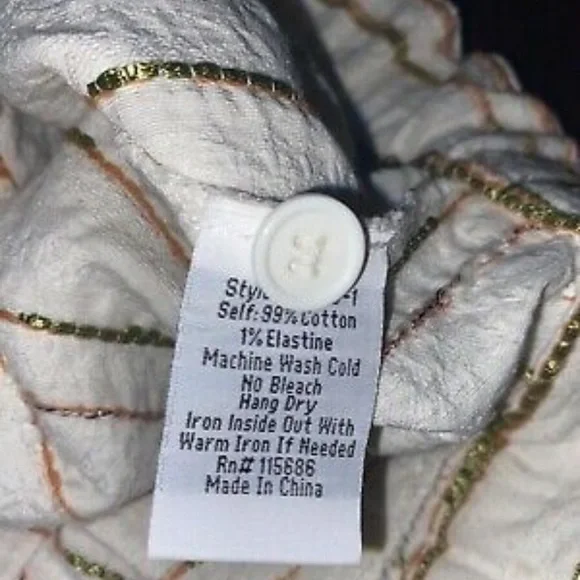 -1
Self: 99% Cotton
1% Elastine
Machine Wash Cold
No Bleach
Hang Dry
Iron Inside Out With
Warm Iron If Needed
Rn# 115686
Made In China